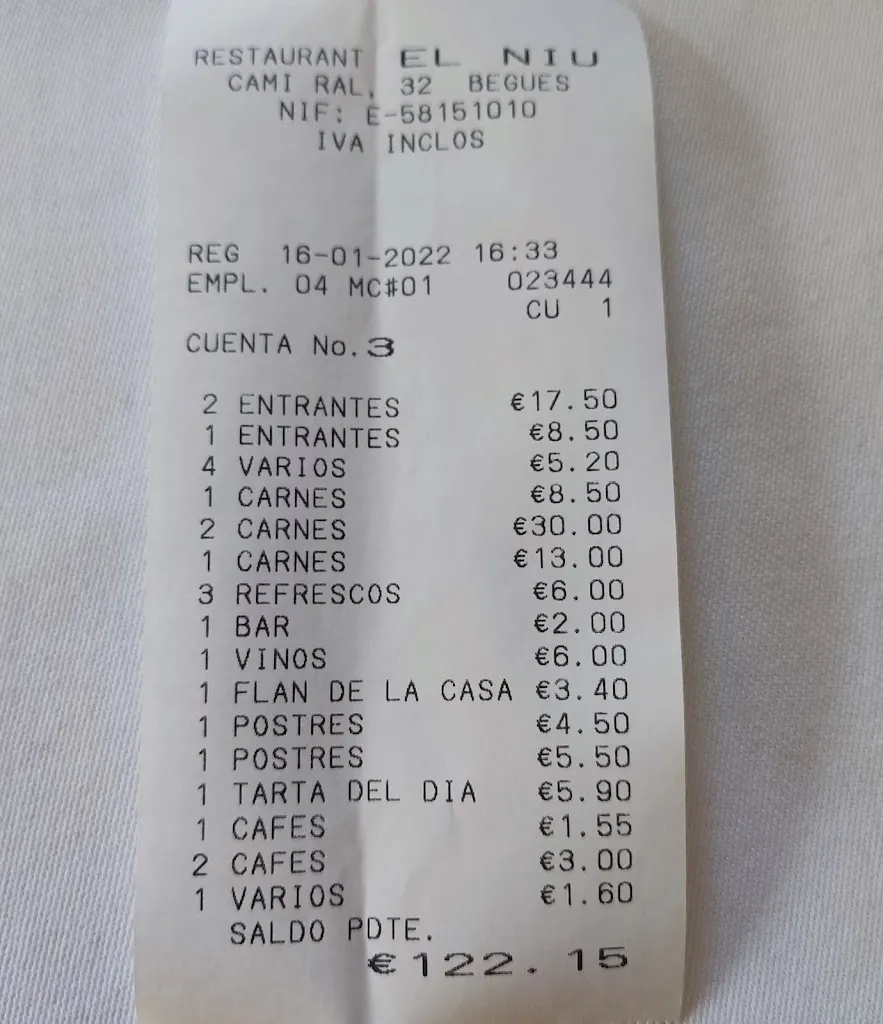 RESTAURANT EL NIU
CAMI RAL, 32 BEGUES
NIF: E-58151010
IVA INCLOS
REG 16-01-2022 16:33
EMPL. 04 MC#01 023444
CU 1
CUENTA No.3
2 ENTRANTES €17.50
1 ENTRANTES €8.50
4 VARIOS €5.20
1 CARNES €8.50
2 CARNES €30.00
1 CARNES €13.00
3 REFRESCOS €6.00
1 BAR €2.00
1 VINOS €6.00
1 FLAN DE LA CASA €3.40
1 POSTRES €4.50
1 POSTRES €5.50
1 TARTA DEL DIA €5.90
1 CAFES €1.55
2 CAFES €3.00
1 VARIOS €1.60
SALDO PDTE.
€122.15